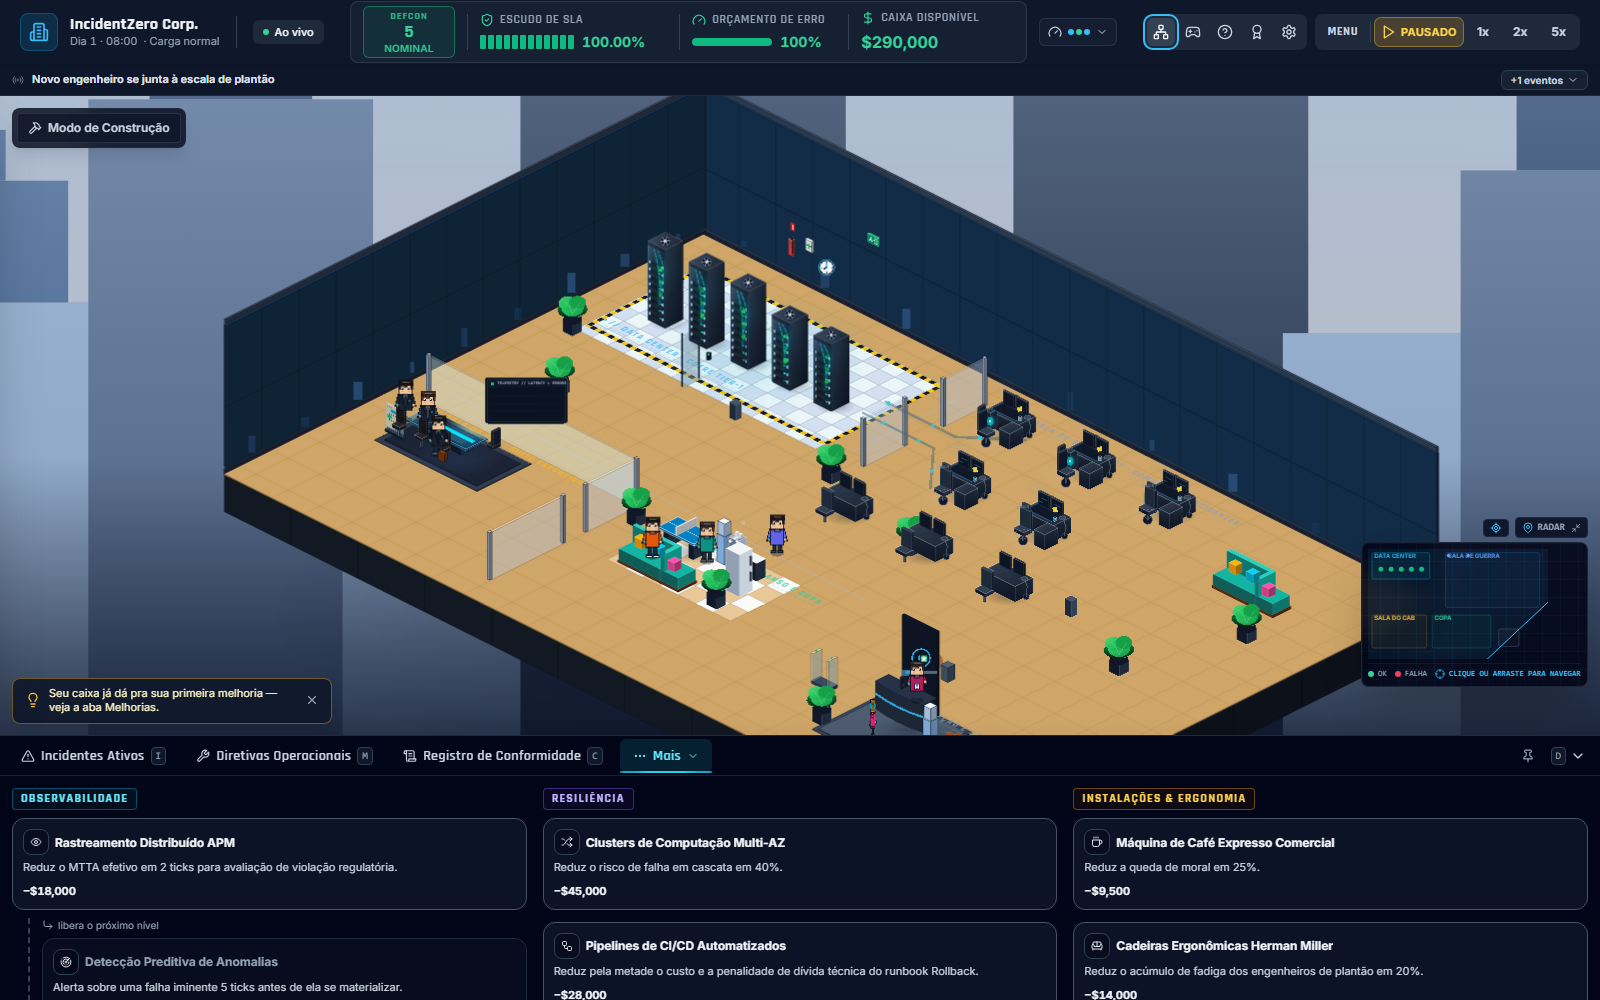 IncidentZero Corp.
Dia 1 · 08:00 · Carga normal
Ao vivo
DEFCON
5
NOMINAL
ESCUDO DE SLA
100.00%
ORÇAMENTO DE ERRO
100%
CAIXA DISPONÍVEL
$290,000
MENU
PAUSADO
1x
2x
5x
Novo engenheiro se junta à escala de plantão
+1 eventos
Modo de Construção
RADAR
DATA CENTER
SALA DE GUERRA
SALA DO CAB
COPA
OK
FALHA
CLIQUE OU ARRASTE PARA NAVEGAR
Seu caixa já dá pra sua primeira melhoria —
veja a aba Melhorias.
Incidentes Ativos I
Diretivas Operacionais M
Registro de Conformidade C
Mais
D
OBSERVABILIDADE
Rastreamento Distribuído APM
Reduz o MTTA efetivo em 2 ticks para avaliação de violação regulatória.
−$18,000
libera o próximo nível
Detecção Preditiva de Anomalias
Alerta sobre uma falha iminente 5 ticks antes de ela se materializar.
RESILIÊNCIA
Clusters de Computação Multi-AZ
Reduz o risco de falha em cascata em 40%.
−$45,000
Pipelines de CI/CD Automatizados
Reduz pela metade o custo e a penalidade de dívida técnica do runbook Rollback.
−$28,000
INSTALAÇÕES & ERGONOMIA
Máquina de Café Expresso Comercial
Reduz a queda de moral em 25%.
−$9,500
Cadeiras Ergonômicas Herman Miller
Reduz o acúmulo de fadiga dos engenheiros de plantão em 20%.
−$14,000